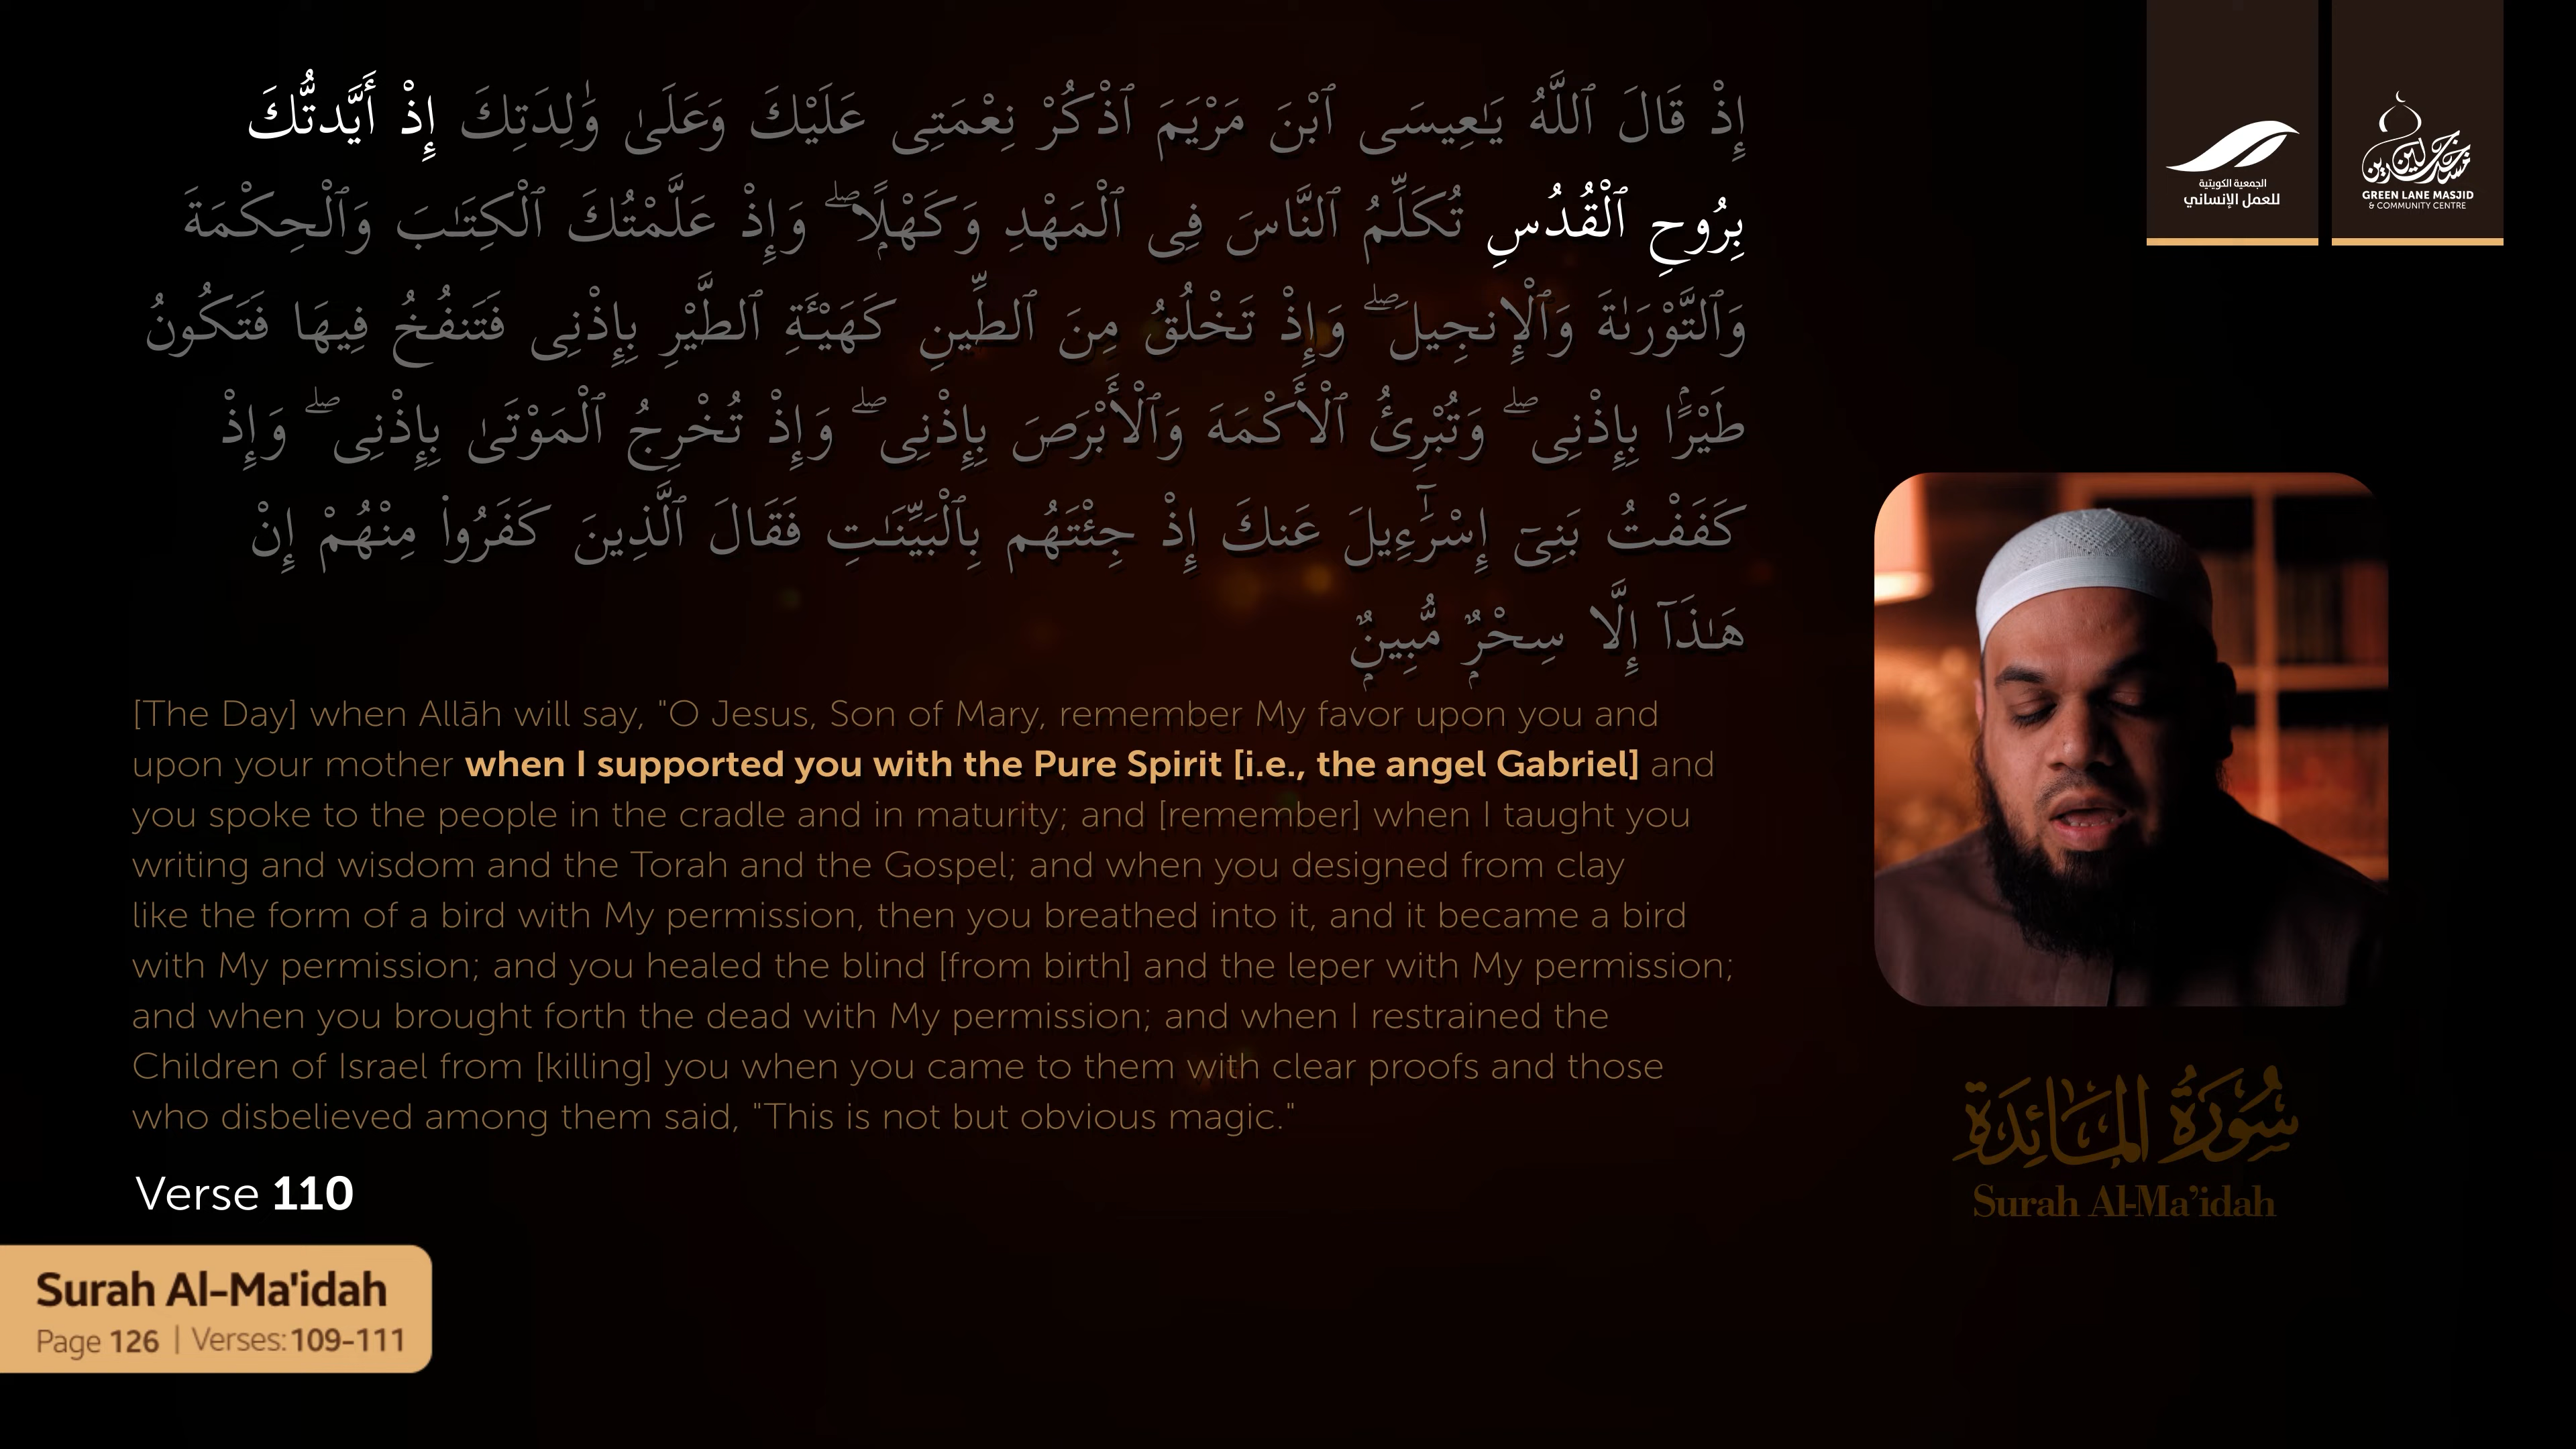 إِذْ قَالَ ٱللَّهُ يَـٰعِيسَى ٱبْنَ مَرْيَمَ ٱذْكُرْ نِعْمَتِى عَلَيْكَ وَعَلَىٰ وَٰلِدَتِكَ إِذْ أَيَّدتُّكَ
بِرُوحِ ٱلْقُدُسِ تُكَلِّمُ ٱلنَّاسَ فِى ٱلْمَهْدِ وَكَهْلًۭا ۖ وَإِذْ عَلَّمْتُكَ ٱلْكِتَـٰبَ وَٱلْحِكْمَةَ
وَٱلتَّوْرَىٰةَ وَٱلْإِنجِيلَ ۖ وَإِذْ تَخْلُقُ مِنَ ٱلطِّينِ كَهَيْـَٔةِ ٱلطَّيْرِ بِإِذْنِى فَتَنفُخُ فِيهَا فَتَكُونُ
طَيْرًۢا بِإِذْنِى ۖ وَتُبْرِئُ ٱلْأَكْمَهَ وَٱلْأَبْرَصَ بِإِذْنِى ۖ وَإِذْ تُخْرِجُ ٱلْمَوْتَىٰ بِإِذْنِى ۖ وَإِذْ
كَفَفْتُ بَنِىٓ إِسْرَٰٓءِيلَ عَنكَ إِذْ جِئْتَهُم بِٱلْبَيِّنَـٰتِ فَقَالَ ٱلَّذِينَ كَفَرُوا۟ مِنْهُمْ إِنْ
هَـٰذَآ إِلَّا سِحْرٌۭ مُّبِينٌۭ
[The Day] when Allāh will say, "O Jesus, Son of Mary, remember My favor upon you and
upon your mother when I supported you with the Pure Spirit [i.e., the angel Gabriel] and
you spoke to the people in the cradle and in maturity; and [remember] when I taught you
writing and wisdom and the Torah and the Gospel; and when you designed from clay
like the form of a bird with My permission, then you breathed into it, and it became a bird
with My permission; and you healed the blind [from birth] and the leper with My permission;
and when you brought forth the dead with My permission; and when I restrained the
Children of Israel from [killing] you when you came to them with clear proofs and those
who disbelieved among them said, "This is not but obvious magic."
Verse 110
Surah Al-Ma'idah
Page 126 | Verses: 109-111
الجمعية الكويتية
للعمل الإنساني
مسجد جرين لين
GREEN LANE MASJID
& COMMUNITY CENTRE
سُورَةُ المَائِدَةِ
Surah Al-Ma'idah